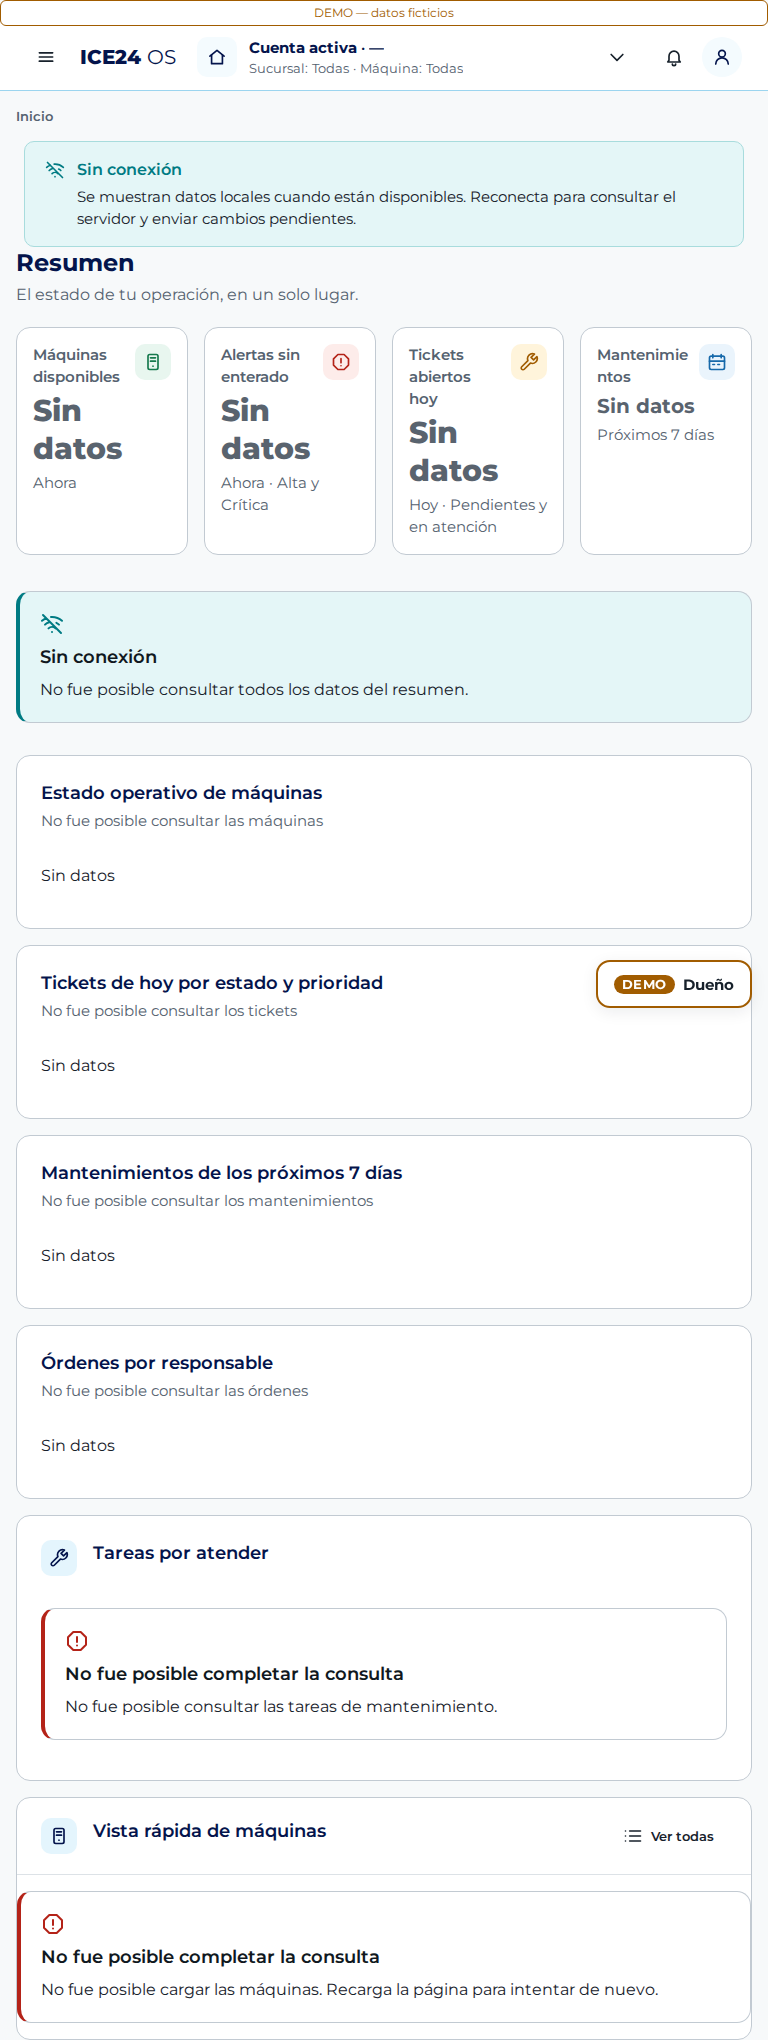 DEMO — datos ficticios
ICE24 OS
Cuenta activa · —
Sucursal: Todas · Máquina: Todas
Inicio
Sin conexión
Se muestran datos locales cuando están disponibles. Reconecta para consultar el
servidor y enviar cambios pendientes.
Resumen
El estado de tu operación, en un solo lugar.
Máquinas
disponibles
Sin
datos
Ahora
Alertas sin
enterado
Sin
datos
Ahora · Alta y
Crítica
Tickets
abiertos
hoy
Sin
datos
Hoy · Pendientes y
en atención
Mantenimie
ntos
Sin datos
Próximos 7 días
Sin conexión
No fue posible consultar todos los datos del resumen.
Estado operativo de máquinas
No fue posible consultar las máquinas
Sin datos
Tickets de hoy por estado y prioridad
No fue posible consultar los tickets
Sin datos
DEMO Dueño
Mantenimientos de los próximos 7 días
No fue posible consultar los mantenimientos
Sin datos
Órdenes por responsable
No fue posible consultar las órdenes
Sin datos
Tareas por atender
No fue posible completar la consulta
No fue posible consultar las tareas de mantenimiento.
Vista rápida de máquinas
Ver todas
No fue posible completar la consulta
No fue posible cargar las máquinas. Recarga la página para intentar de nuevo.